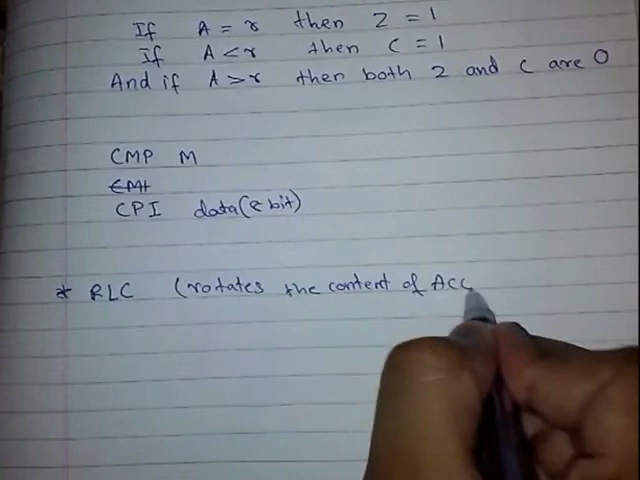 If A = r then Z = 1
If A < r then C = 1
And if A > r then both Z and C are 0
CMP M
CPI data (8 bit)
* RLC (rotates the content of ACC